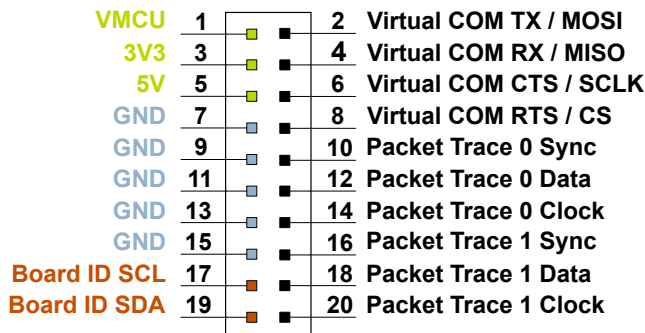 VMCU 1 2 Virtual COM TX / MOSI
3V3 3 4 Virtual COM RX / MISO
5V 5 6 Virtual COM CTS / SCLK
GND 7 8 Virtual COM RTS / CS
GND 9 10 Packet Trace 0 Sync
GND 11 12 Packet Trace 0 Data
GND 13 14 Packet Trace 0 Clock
GND 15 16 Packet Trace 1 Sync
Board ID SCL 17 18 Packet Trace 1 Data
Board ID SDA 19 20 Packet Trace 1 Clock